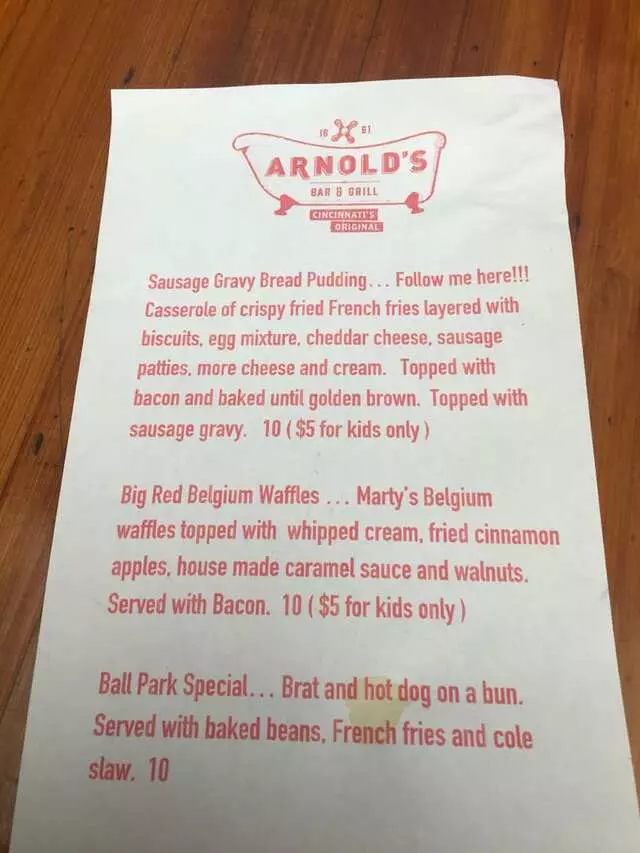 18 61
ARNOLD'S
BAR & GRILL
CINCINNATI'S
ORIGINAL
Sausage Gravy Bread Pudding... Follow me here!!!
Casserole of crispy fried French fries layered with
biscuits, egg mixture, cheddar cheese, sausage
patties, more cheese and cream. Topped with
bacon and baked until golden brown. Topped with
sausage gravy. 10 ( $5 for kids only )
Big Red Belgium Waffles ... Marty's Belgium
waffles topped with whipped cream, fried cinnamon
apples, house made caramel sauce and walnuts.
Served with Bacon. 10 ( $5 for kids only )
Ball Park Special... Brat and hot dog on a bun.
Served with baked beans, French fries and cole
slaw. 10